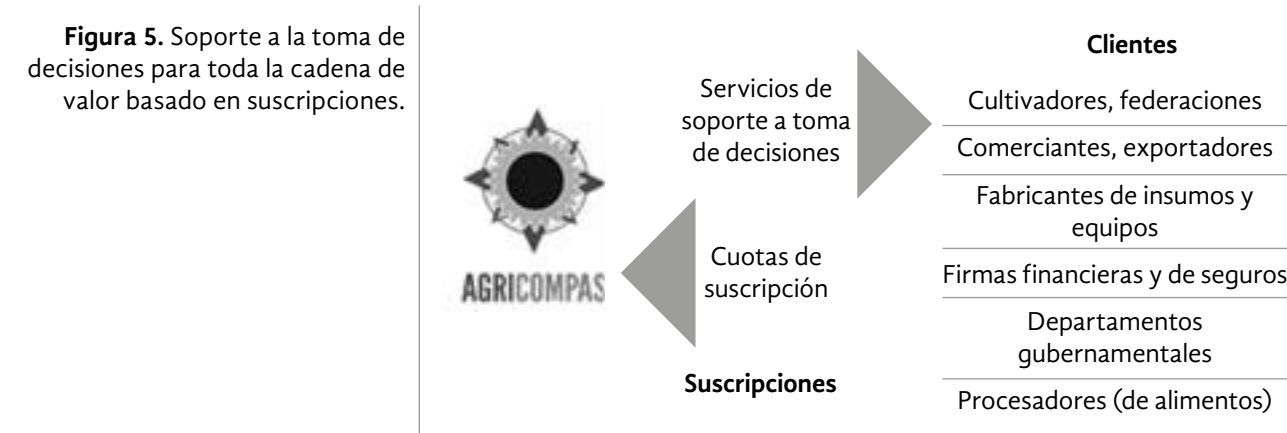 Figura 5. Soporte a la toma de
decisiones para toda la cadena de
valor basado en suscripciones.
AGRICOMPAS
Servicios de
soporte a toma
de decisiones
Cuotas de
suscripción
Suscripciones
Clientes
Cultivadores, federaciones
Comerciantes, exportadores
Fabricantes de insumos y
equipos
Firmas financieras y de seguros
Departamentos
gubernamentales
Procesadores (de alimentos)